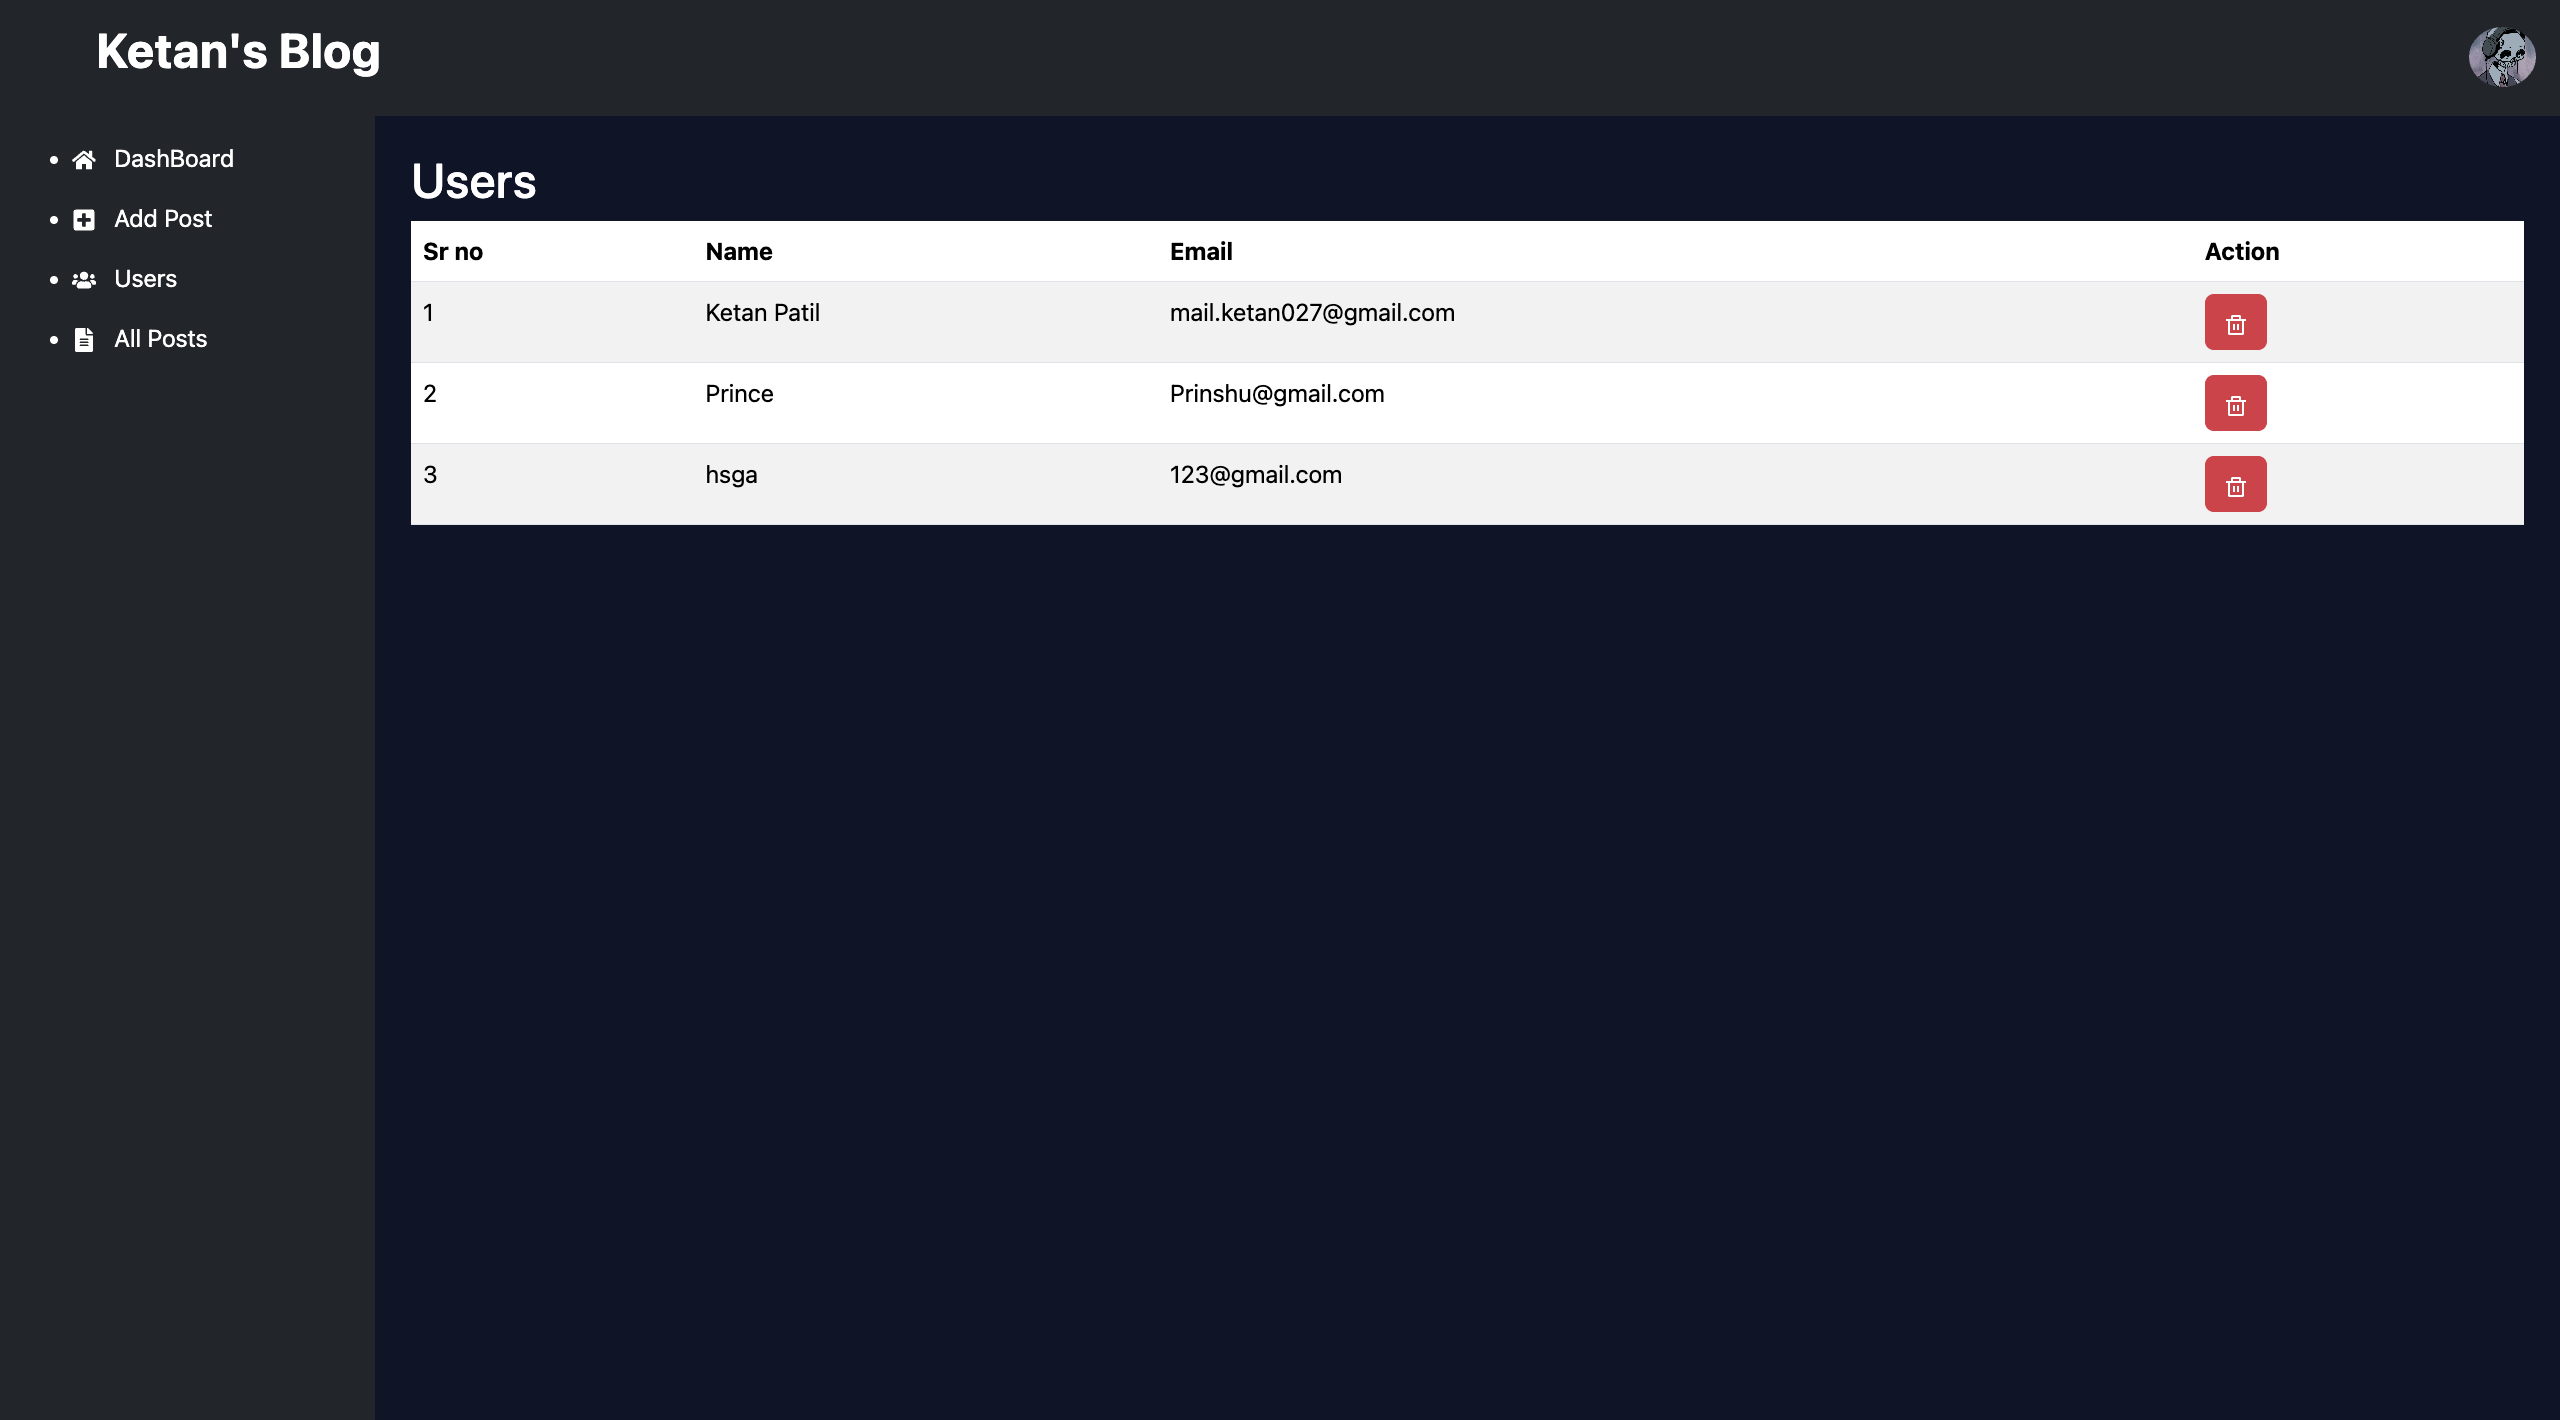 Ketan's Blog
DashBoard
Add Post
Users
All Posts
Users
Sr no Name Email Action
1 Ketan Patil mail.ketan027@gmail.com
2 Prince Prinshu@gmail.com
3 hsga 123@gmail.com